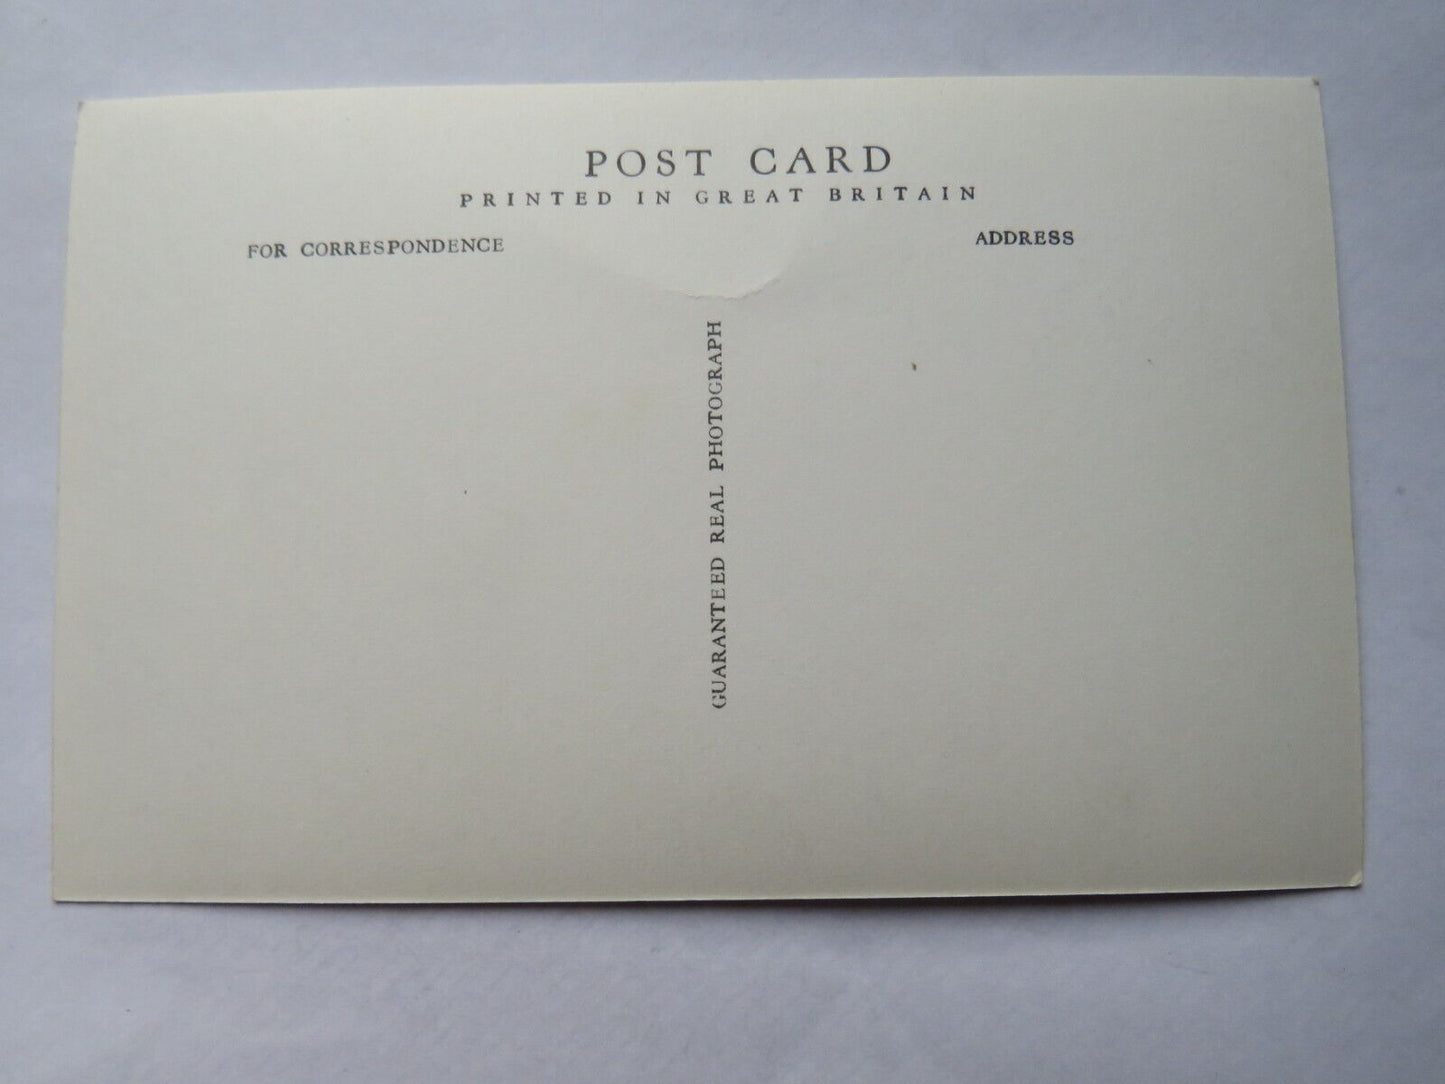 POST CARD
PRINTED IN GREAT BRITAIN
FOR CORRESPONDENCE
ADDRESS
GUARANTEED REAL PHOTOGRAPH